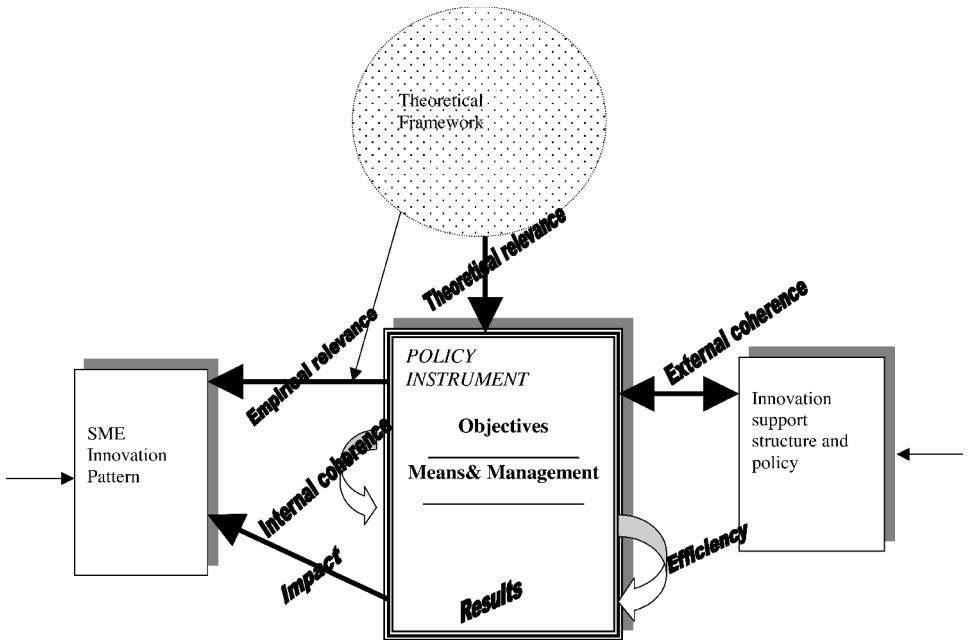 Theoretical
Framework
Theoretical relevance
Empirical relevance
External coherence
POLICY
INSTRUMENT
Objectives
Means& Management
Results
SME
Innovation
Pattern
Internal coherence
Impact
Innovation
support
structure and
policy
Efficiency